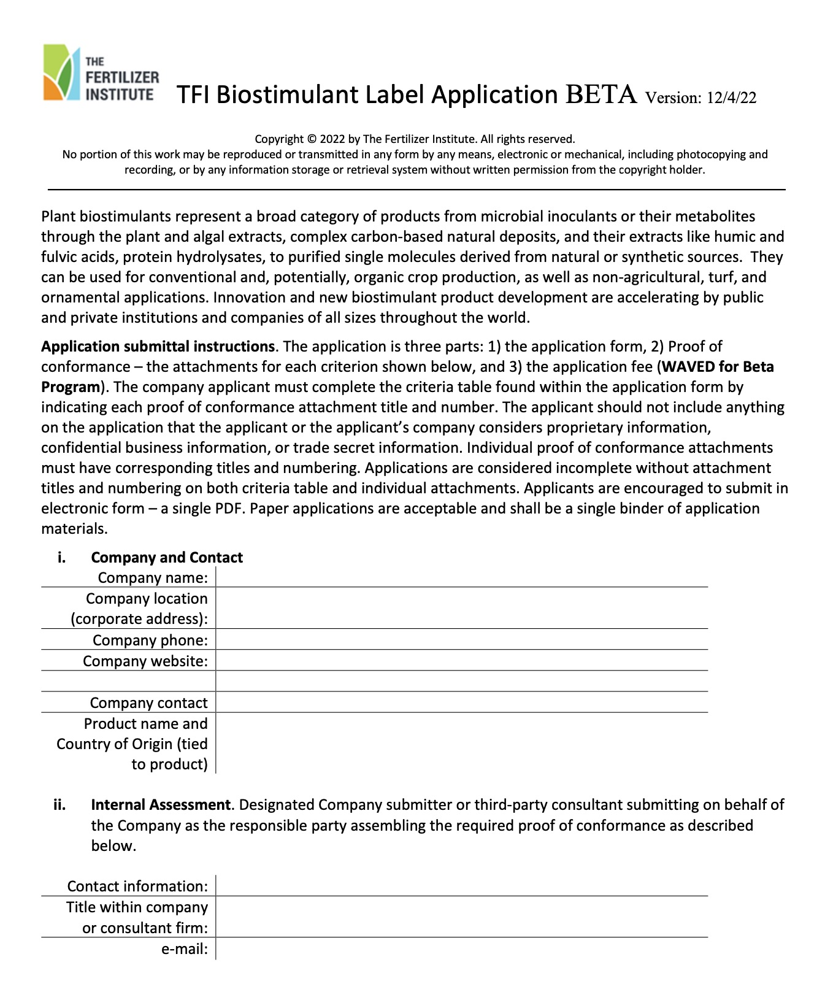 THE
FERTILIZER
INSTITUTE
TFI Biostimulant Label Application BETA Version: 12/4/22
Copyright © 2022 by The Fertilizer Institute. All rights reserved.
No portion of this work may be reproduced or transmitted in any form by any means, electronic or mechanical, including photocopying and
recording, or by any information storage or retrieval system without written permission from the copyright holder.
Plant biostimulants represent a broad category of products from microbial inoculants or their metabolites
through the plant and algal extracts, complex carbon-based natural deposits, and their extracts like humic and
fulvic acids, protein hydrolysates, to purified single molecules derived from natural or synthetic sources.  They
can be used for conventional and, potentially, organic crop production, as well as non-agricultural, turf, and
ornamental applications. Innovation and new biostimulant product development are accelerating by public
and private institutions and companies of all sizes throughout the world.
Application submittal instructions. The application is three parts: 1) the application form, 2) Proof of
conformance – the attachments for each criterion shown below, and 3) the application fee (WAVED for Beta
Program). The company applicant must complete the criteria table found within the application form by
indicating each proof of conformance attachment title and number. The applicant should not include anything
on the application that the applicant or the applicant’s company considers proprietary information,
confidential business information, or trade secret information. Individual proof of conformance attachments
must have corresponding titles and numbering. Applications are considered incomplete without attachment
titles and numbering on both criteria table and individual attachments. Applicants are encouraged to submit in
electronic form – a single PDF. Paper applications are acceptable and shall be a single binder of application
materials.
i. Company and Contact
Company name:
Company location
(corporate address):
Company phone:
Company website:
Company contact
Product name and
Country of Origin (tied
to product)
ii. Internal Assessment. Designated Company submitter or third-party consultant submitting on behalf of
the Company as the responsible party assembling the required proof of conformance as described
below.
Contact information:
Title within company
or consultant firm:
e-mail: